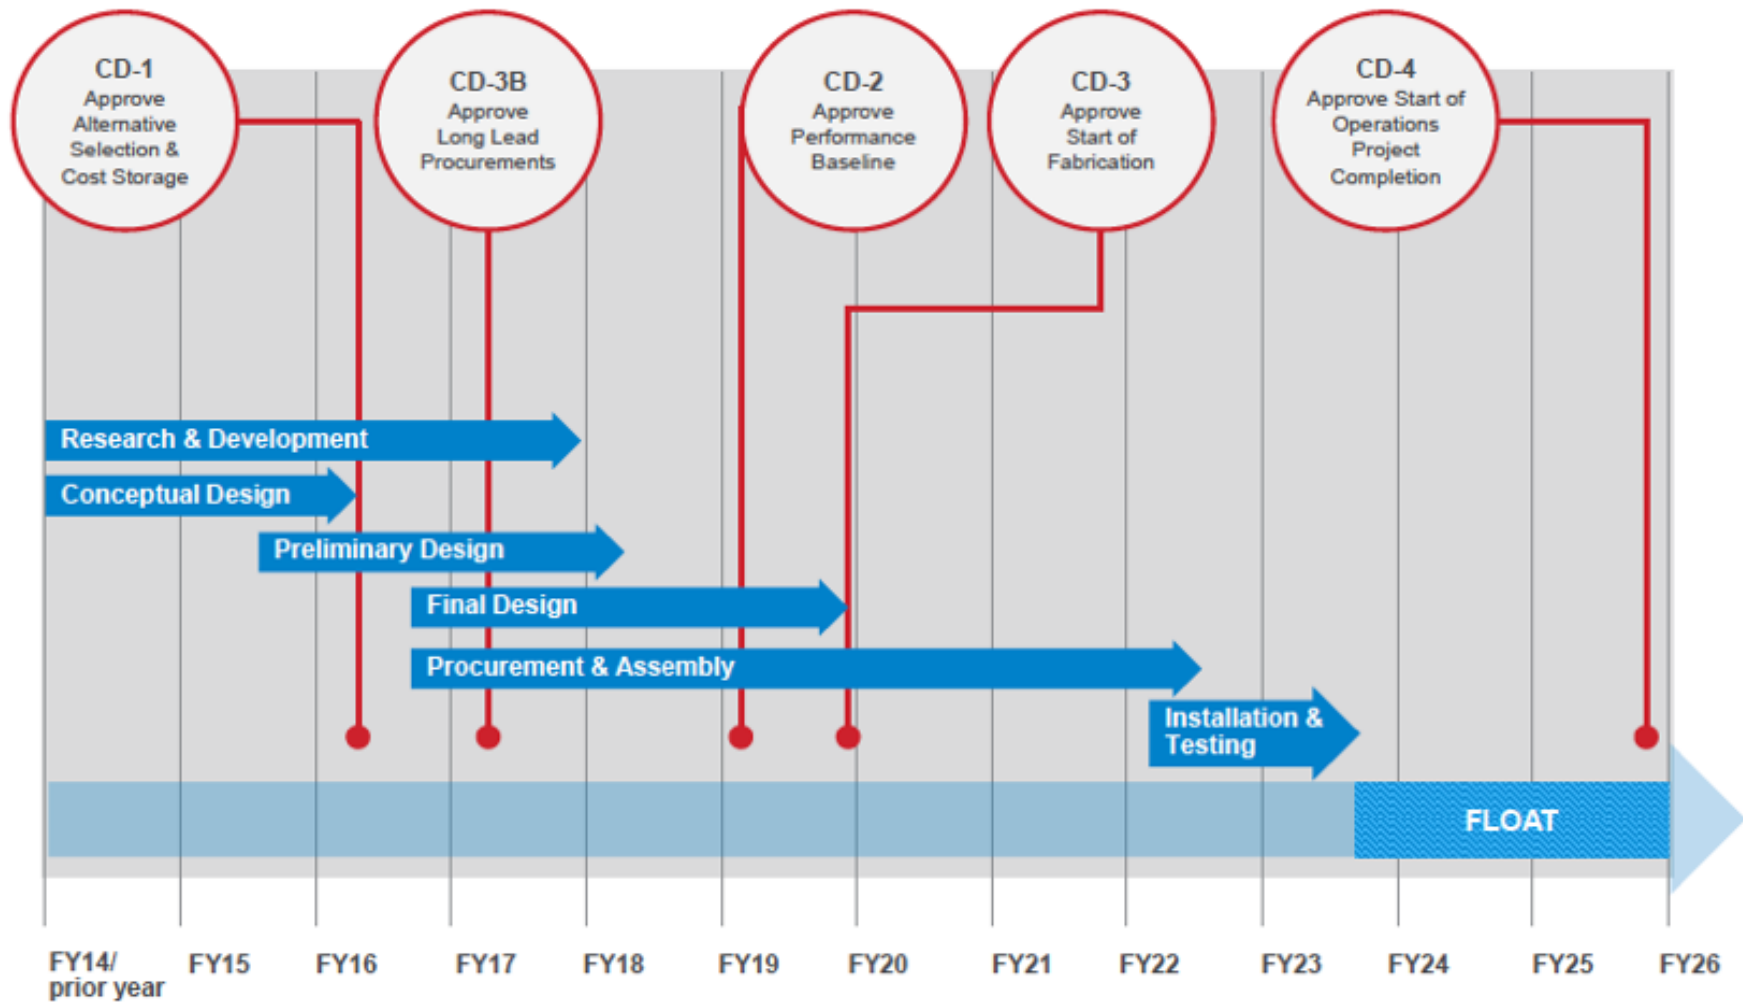 CD-1
Approve
Alternative
Selection &
Cost Storage
CD-3B
Approve
Long Lead
Procurements
CD-2
Approve
Performance
Baseline
CD-3
Approve
Start of
Fabrication
CD-4
Approve Start of
Operations
Project
Completion
Research & Development
Conceptual Design
Preliminary Design
Final Design
Procurement & Assembly
Installation &
Testing
FLOAT
FY14/
prior year
FY15
FY16
FY17
FY18
FY19
FY20
FY21
FY22
FY23
FY24
FY25
FY26